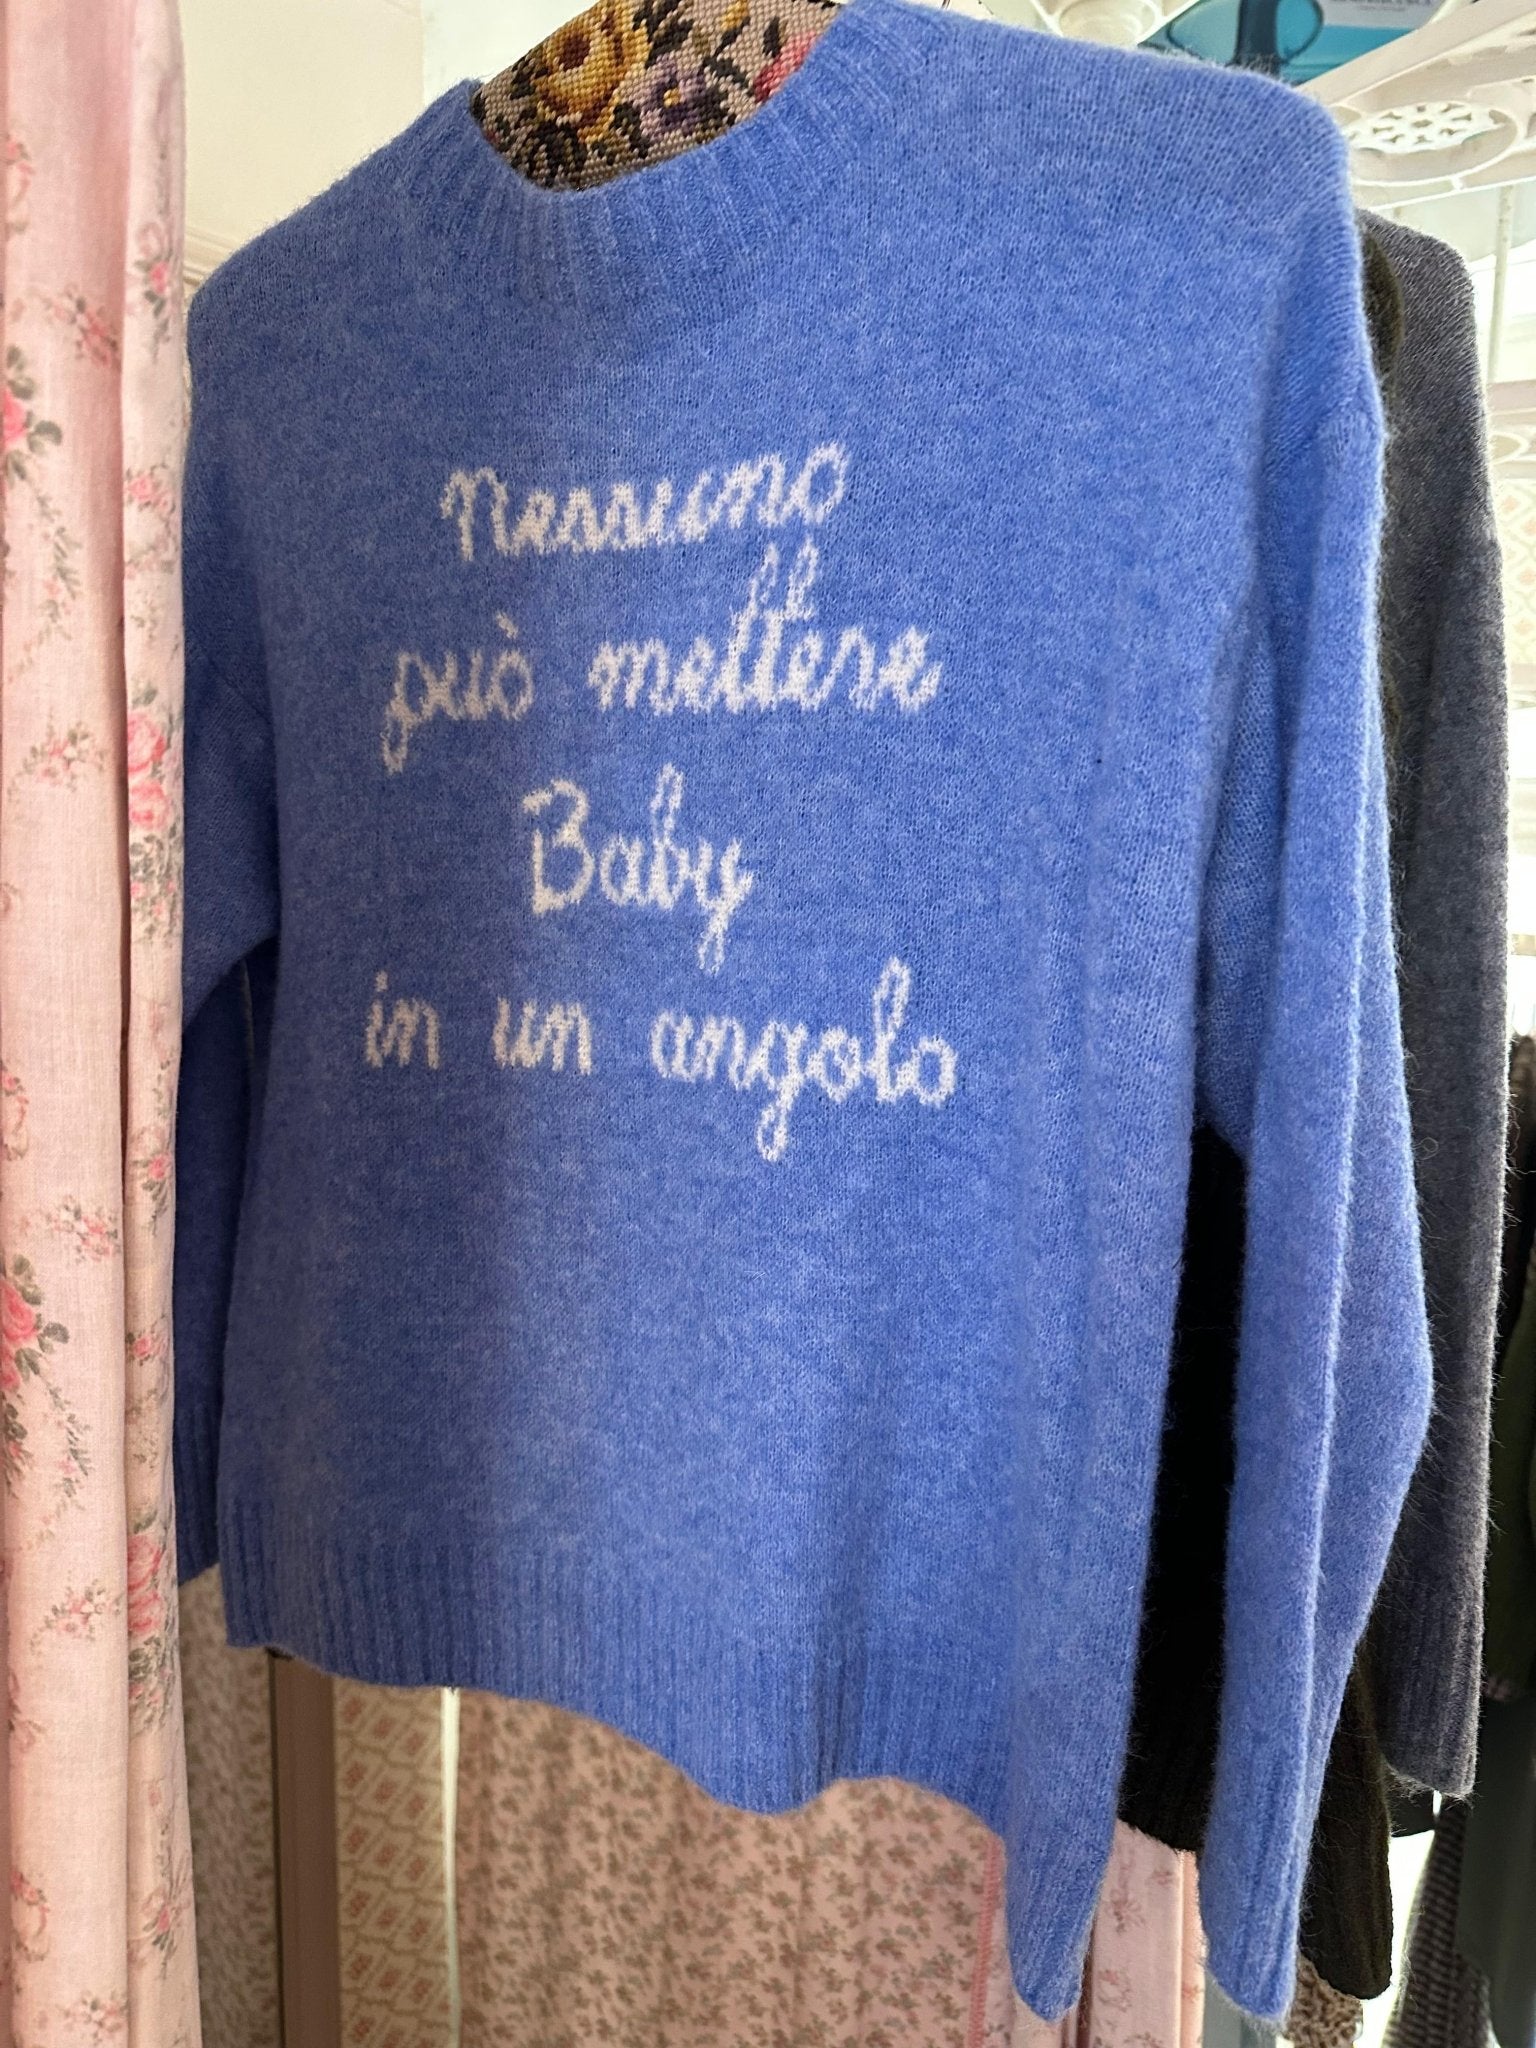 Nessuno
può mettere
Baby
in un angolo